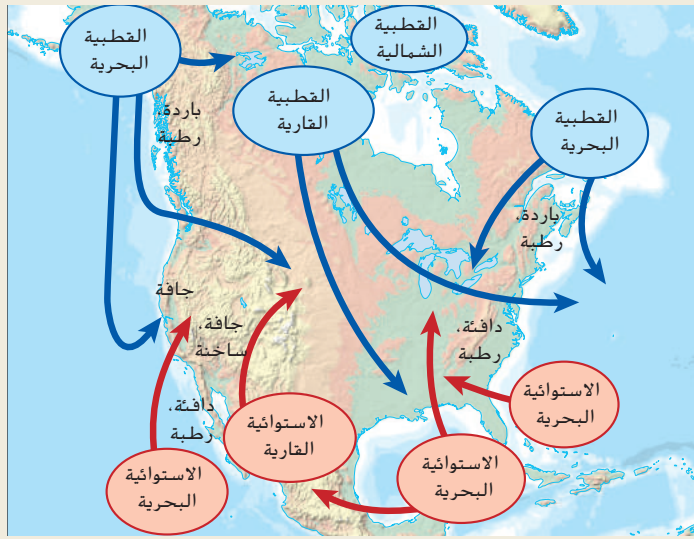 القطبية
البحرية
القطبية
الشمالية
القطبية
القارية
القطبية
البحرية
باردة،
رطبة
باردة،
رطبة
جافة
جافة،
ساخنة
دافئة،
رطبة
دافئة،
رطبة
الاستوائية
البحرية
الاستوائية
القارية
الاستوائية
البحرية
الاستوائية
البحرية